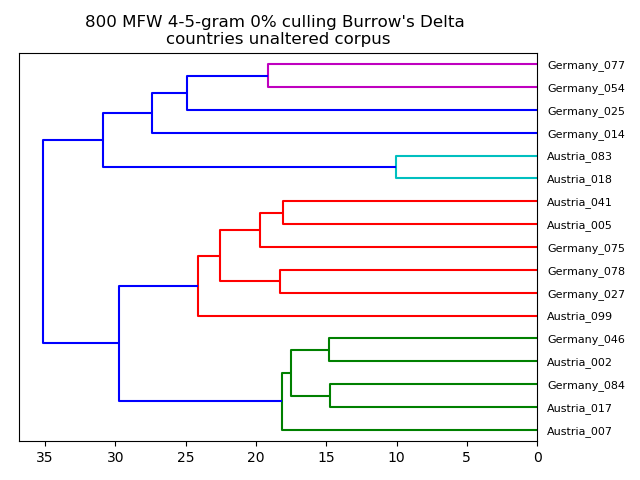 800 MFW 4-5-gram 0% culling Burrow's Delta
countries unaltered corpus
Germany_077
Germany_054
Germany_025
Germany_014
Austria_083
Austria_018
Austria_041
Austria_005
Germany_075
Germany_078
Germany_027
Austria_099
Germany_046
Austria_002
Germany_084
Austria_017
Austria_007
35 30 25 20 15 10 5 0